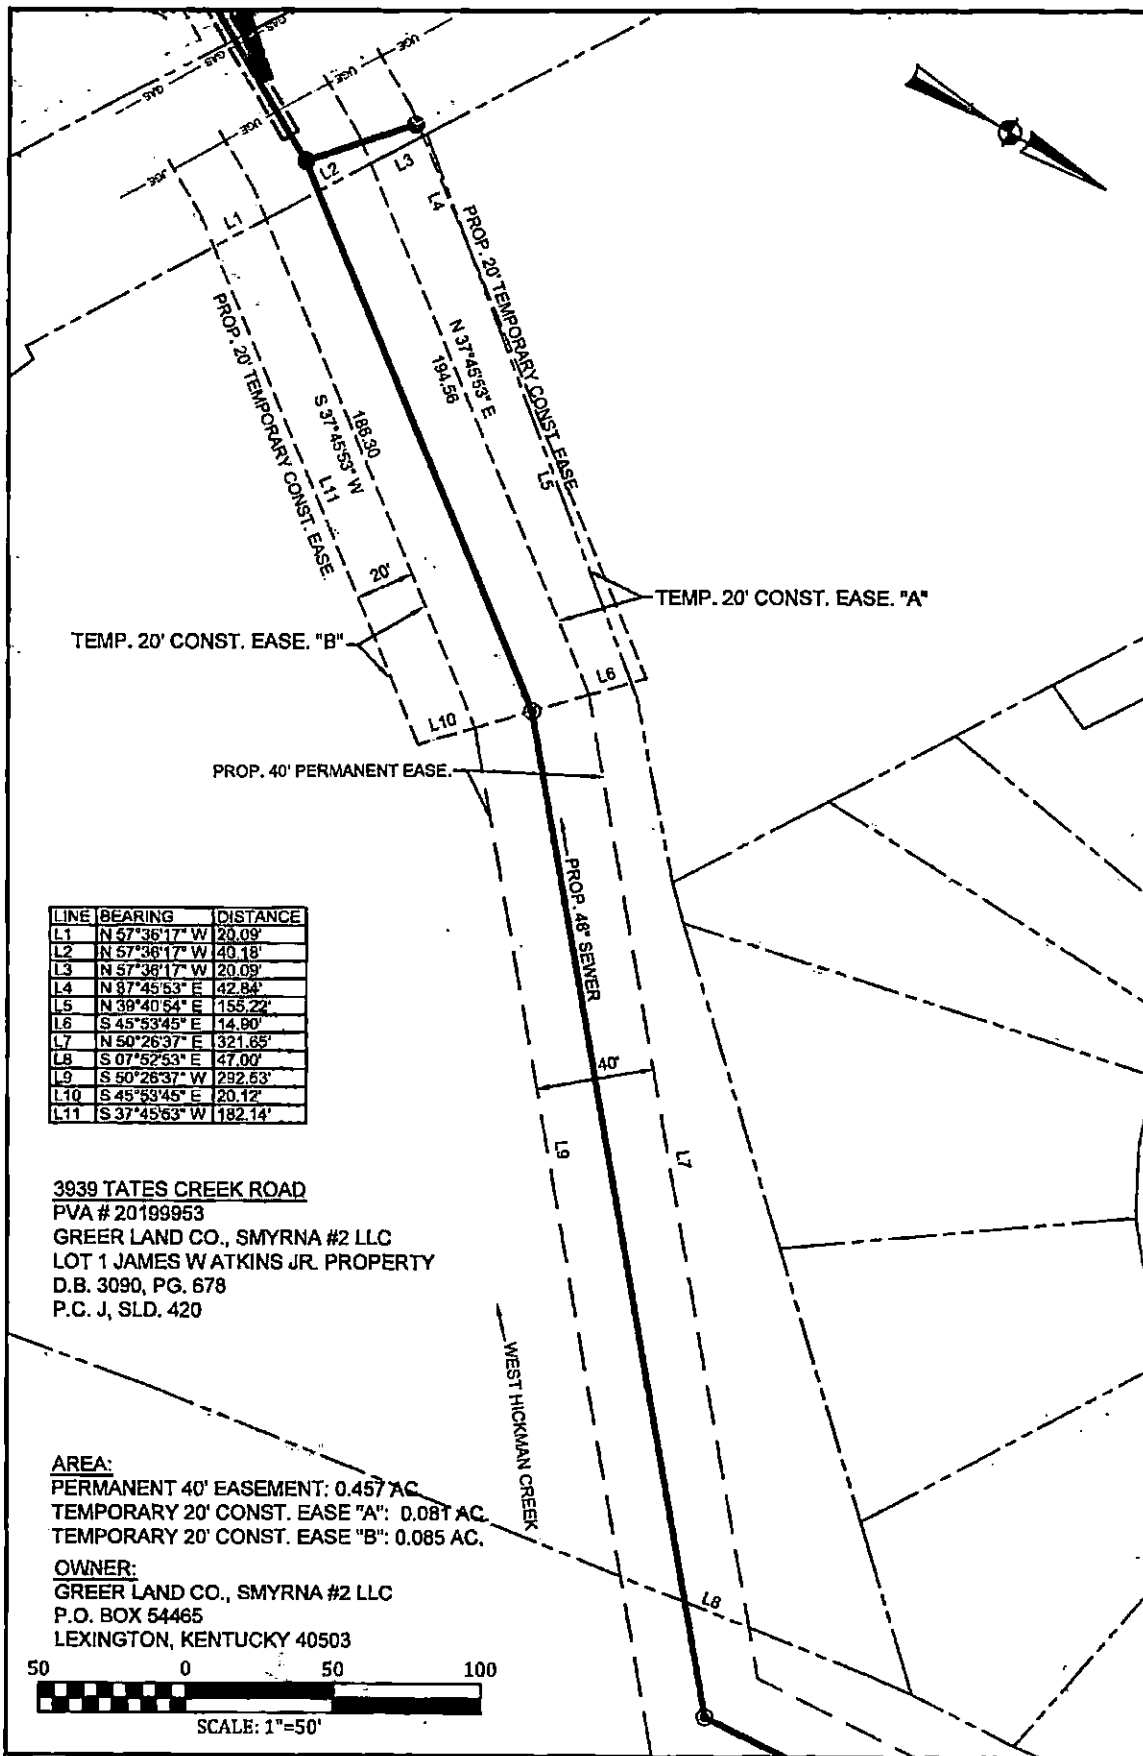 GAS
GAS
GAS
GAS
UGE
UGE
UGE
UGE
L2
L3
L1
L4
PROP. 20' TEMPORARY CONST. EASE.
PROP. 20' TEMPORARY CONST. EASE.
N 37°45'53" E
194.56
186.30
S 37°45'53" W
L11
L5
20'
TEMP. 20' CONST. EASE. "A"
TEMP. 20' CONST. EASE. "B"
L6
L10
PROP. 40' PERMANENT EASE.
PROP. 48" SEWER
LINE BEARING DISTANCE
L1 N 57°36'17" W 20.09'
L2 N 57°36'17" W 40.18'
L3 N 57°36'17" W 20.09'
L4 N 37°45'53" E 42.84'
L5 N 39°40'54" E 155.22'
L6 S 45°53'45" E 14.90'
L7 N 50°26'37" E 321.65'
L8 S 07°52'53" E 47.00'
L9 S 50°26'37" W 292.53'
L10 S 45°53'45" E 20.12'
L11 S 37°45'53" W 182.14'
40'
L9
L7
3939 TATES CREEK ROAD
PVA # 20199953
GREER LAND CO., SMYRNA #2 LLC
LOT 1 JAMES W ATKINS JR. PROPERTY
D.B. 3090, PG. 678
P.C. J, SLD. 420
WEST HICKMAN CREEK
AREA:
PERMANENT 40' EASEMENT: 0.457 AC.
TEMPORARY 20' CONST. EASE "A": 0.081 AC.
TEMPORARY 20' CONST. EASE "B": 0.085 AC.
OWNER:
GREER LAND CO., SMYRNA #2 LLC
P.O. BOX 54465
LEXINGTON, KENTUCKY 40503
L8
50 0 50 100
SCALE: 1"=50'